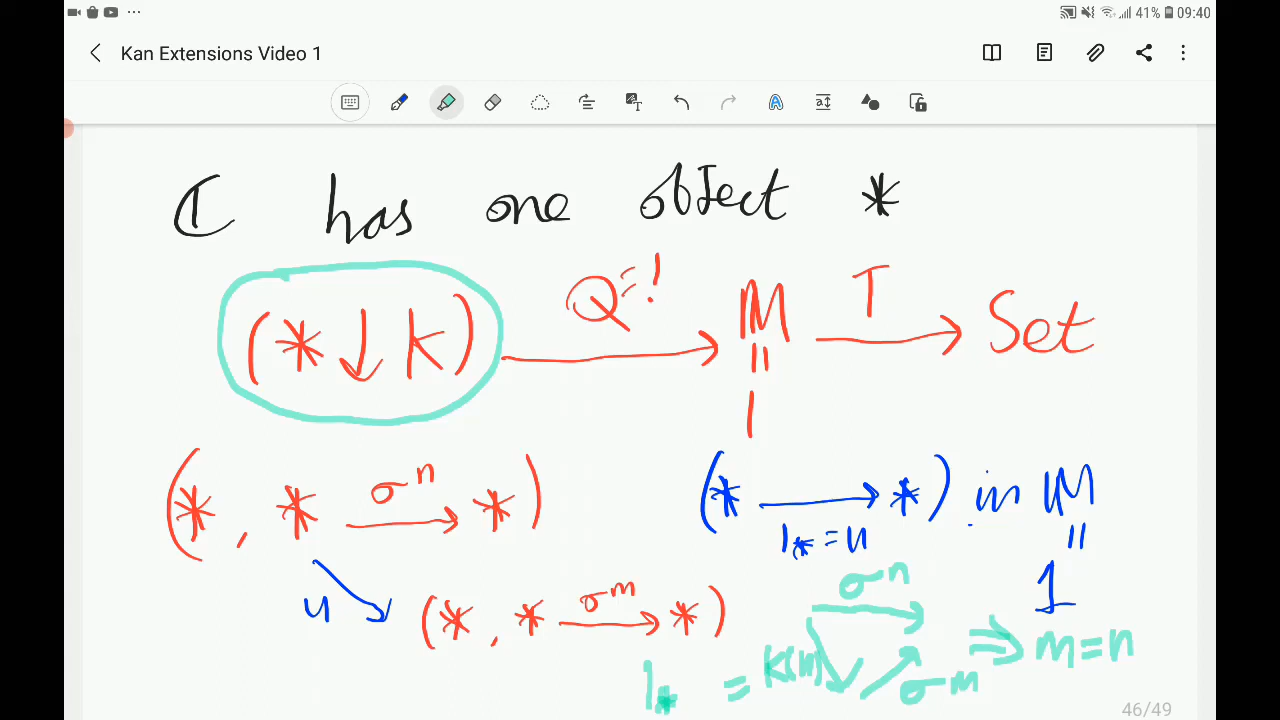 41% 09:40
Kan Extensions Video 1
ℂ has one object *
(* ↓ K) Q=! → M T → Set
||
1
(*, * σⁿ → *) (* → *) in M
1* = u ||
u (*, * σᵐ → *) σⁿ 1
1* = K(u) σᵐ ⇒ m=n
46/49